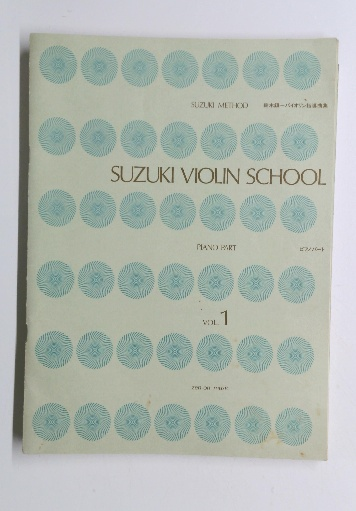 SUZUKI METHOD
SUZUKI VIOLIN SCHOOL
PIANO PART ピアノパート
VOL. 1